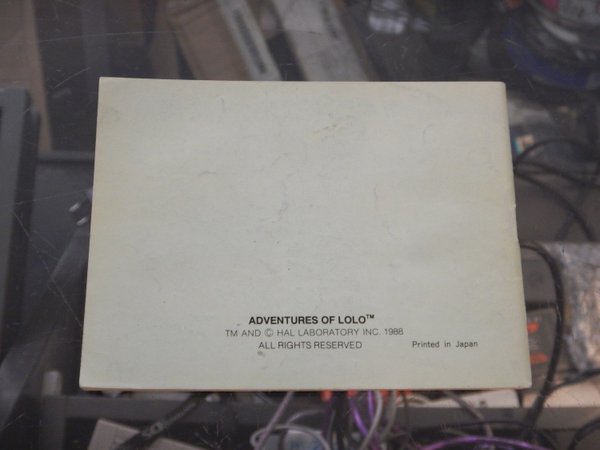 ADVENTURES OF LOLO™
TM AND © HAL LABORATORY INC. 1988
ALL RIGHTS RESERVED
Printed in Japan